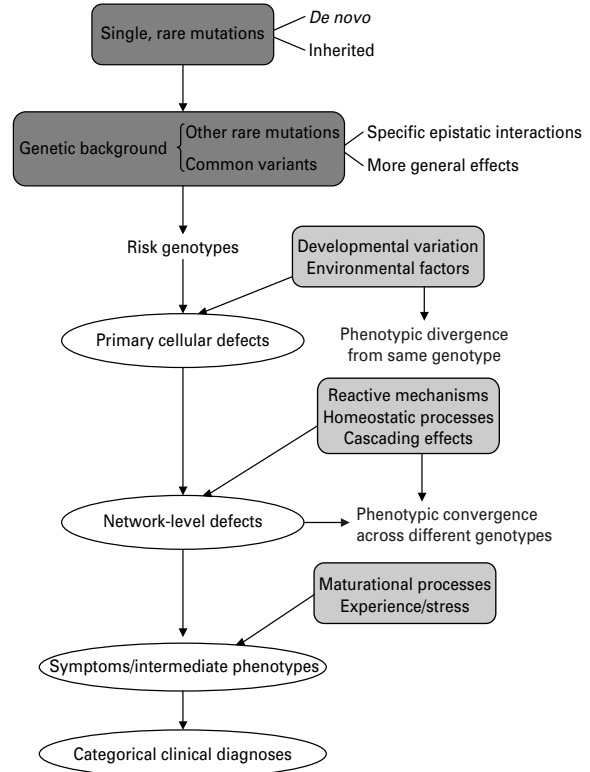 De novo
Single, rare mutations
Inherited
Other rare mutations
Specific epistatic interactions
Genetic background
Common variants
More general effects
Risk genotypes
Developmental variation
Environmental factors
Primary cellular defects
Phenotypic divergence
from same genotype
Reactive mechanisms
Homeostatic processes
Cascading effects
Network-level defects
Phenotypic convergence
across different genotypes
Maturational processes
Experience/stress
Symptoms/intermediate phenotypes
Categorical clinical diagnoses